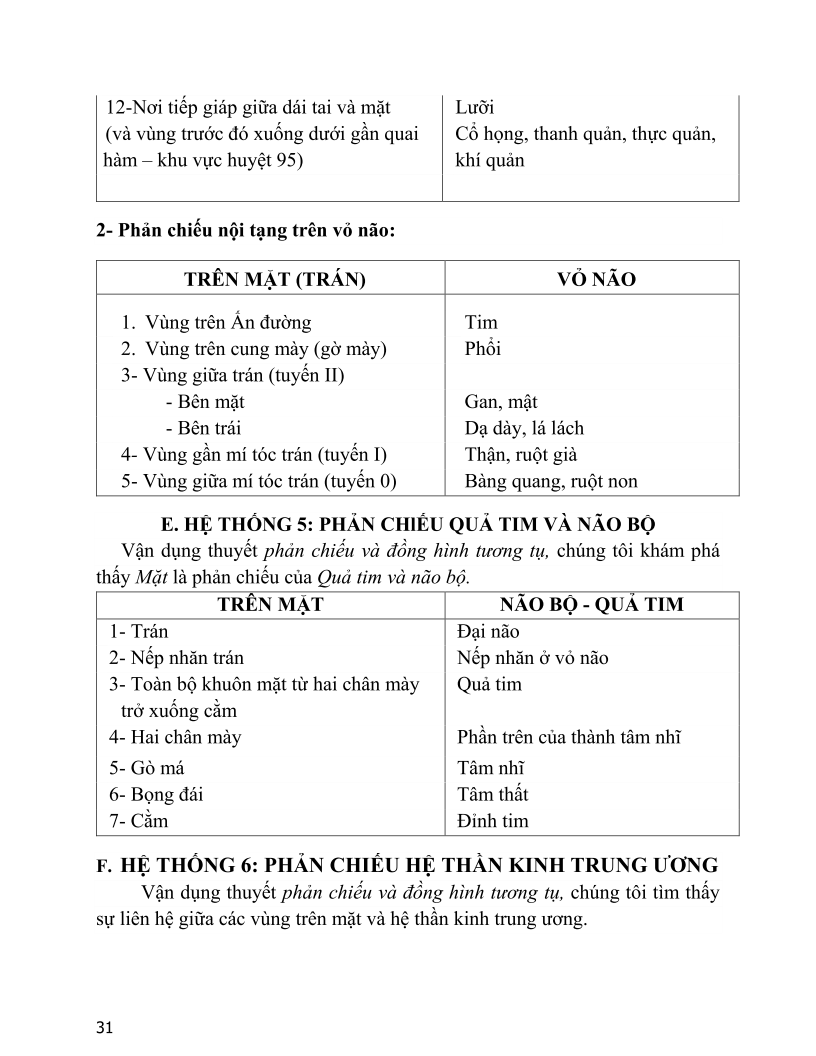 12-Nơi tiếp giáp giữa dái tai và mặt
Lưỡi
(và vùng trước đó xuống dưới gần quai
Cổ họng, thanh quản, thực quản,
hàm – khu vực huyệt 95)
khí quản
2- Phản chiếu nội tạng trên vỏ não:
TRÊN MẶT (TRÁN)
VỎ NÃO
1. Vùng trên Ấn đường
Tim
2. Vùng trên cung mày (gờ mày)
Phổi
3- Vùng giữa trán (tuyến II)
- Bên mặt
Gan, mật
- Bên trái
Dạ dày, lá lách
4- Vùng gần mí tóc trán (tuyến I)
Thận, ruột già
5- Vùng giữa mí tóc trán (tuyến 0)
Bàng quang, ruột non
E. HỆ THỐNG 5: PHẢN CHIẾU QUẢ TIM VÀ NÃO BỘ
Vận dụng thuyết phản chiếu và đồng hình tương tụ, chúng tôi khám phá
thấy Mặt là phản chiếu của Quả tim và não bộ.
TRÊN MẶT
NÃO BỘ - QUẢ TIM
1- Trán
Đại não
2- Nếp nhăn trán
Nếp nhăn ở vỏ não
3- Toàn bộ khuôn mặt từ hai chân mày
Quả tim
trở xuống cằm
4- Hai chân mày
Phần trên của thành tâm nhĩ
5- Gò má
Tâm nhĩ
6- Bọng đái
Tâm thất
7- Cằm
Đỉnh tim
F. HỆ THỐNG 6: PHẢN CHIẾU HỆ THẦN KINH TRUNG ƯƠNG
Vận dụng thuyết phản chiếu và đồng hình tương tụ, chúng tôi tìm thấy
sự liên hệ giữa các vùng trên mặt và hệ thần kinh trung ương.
31